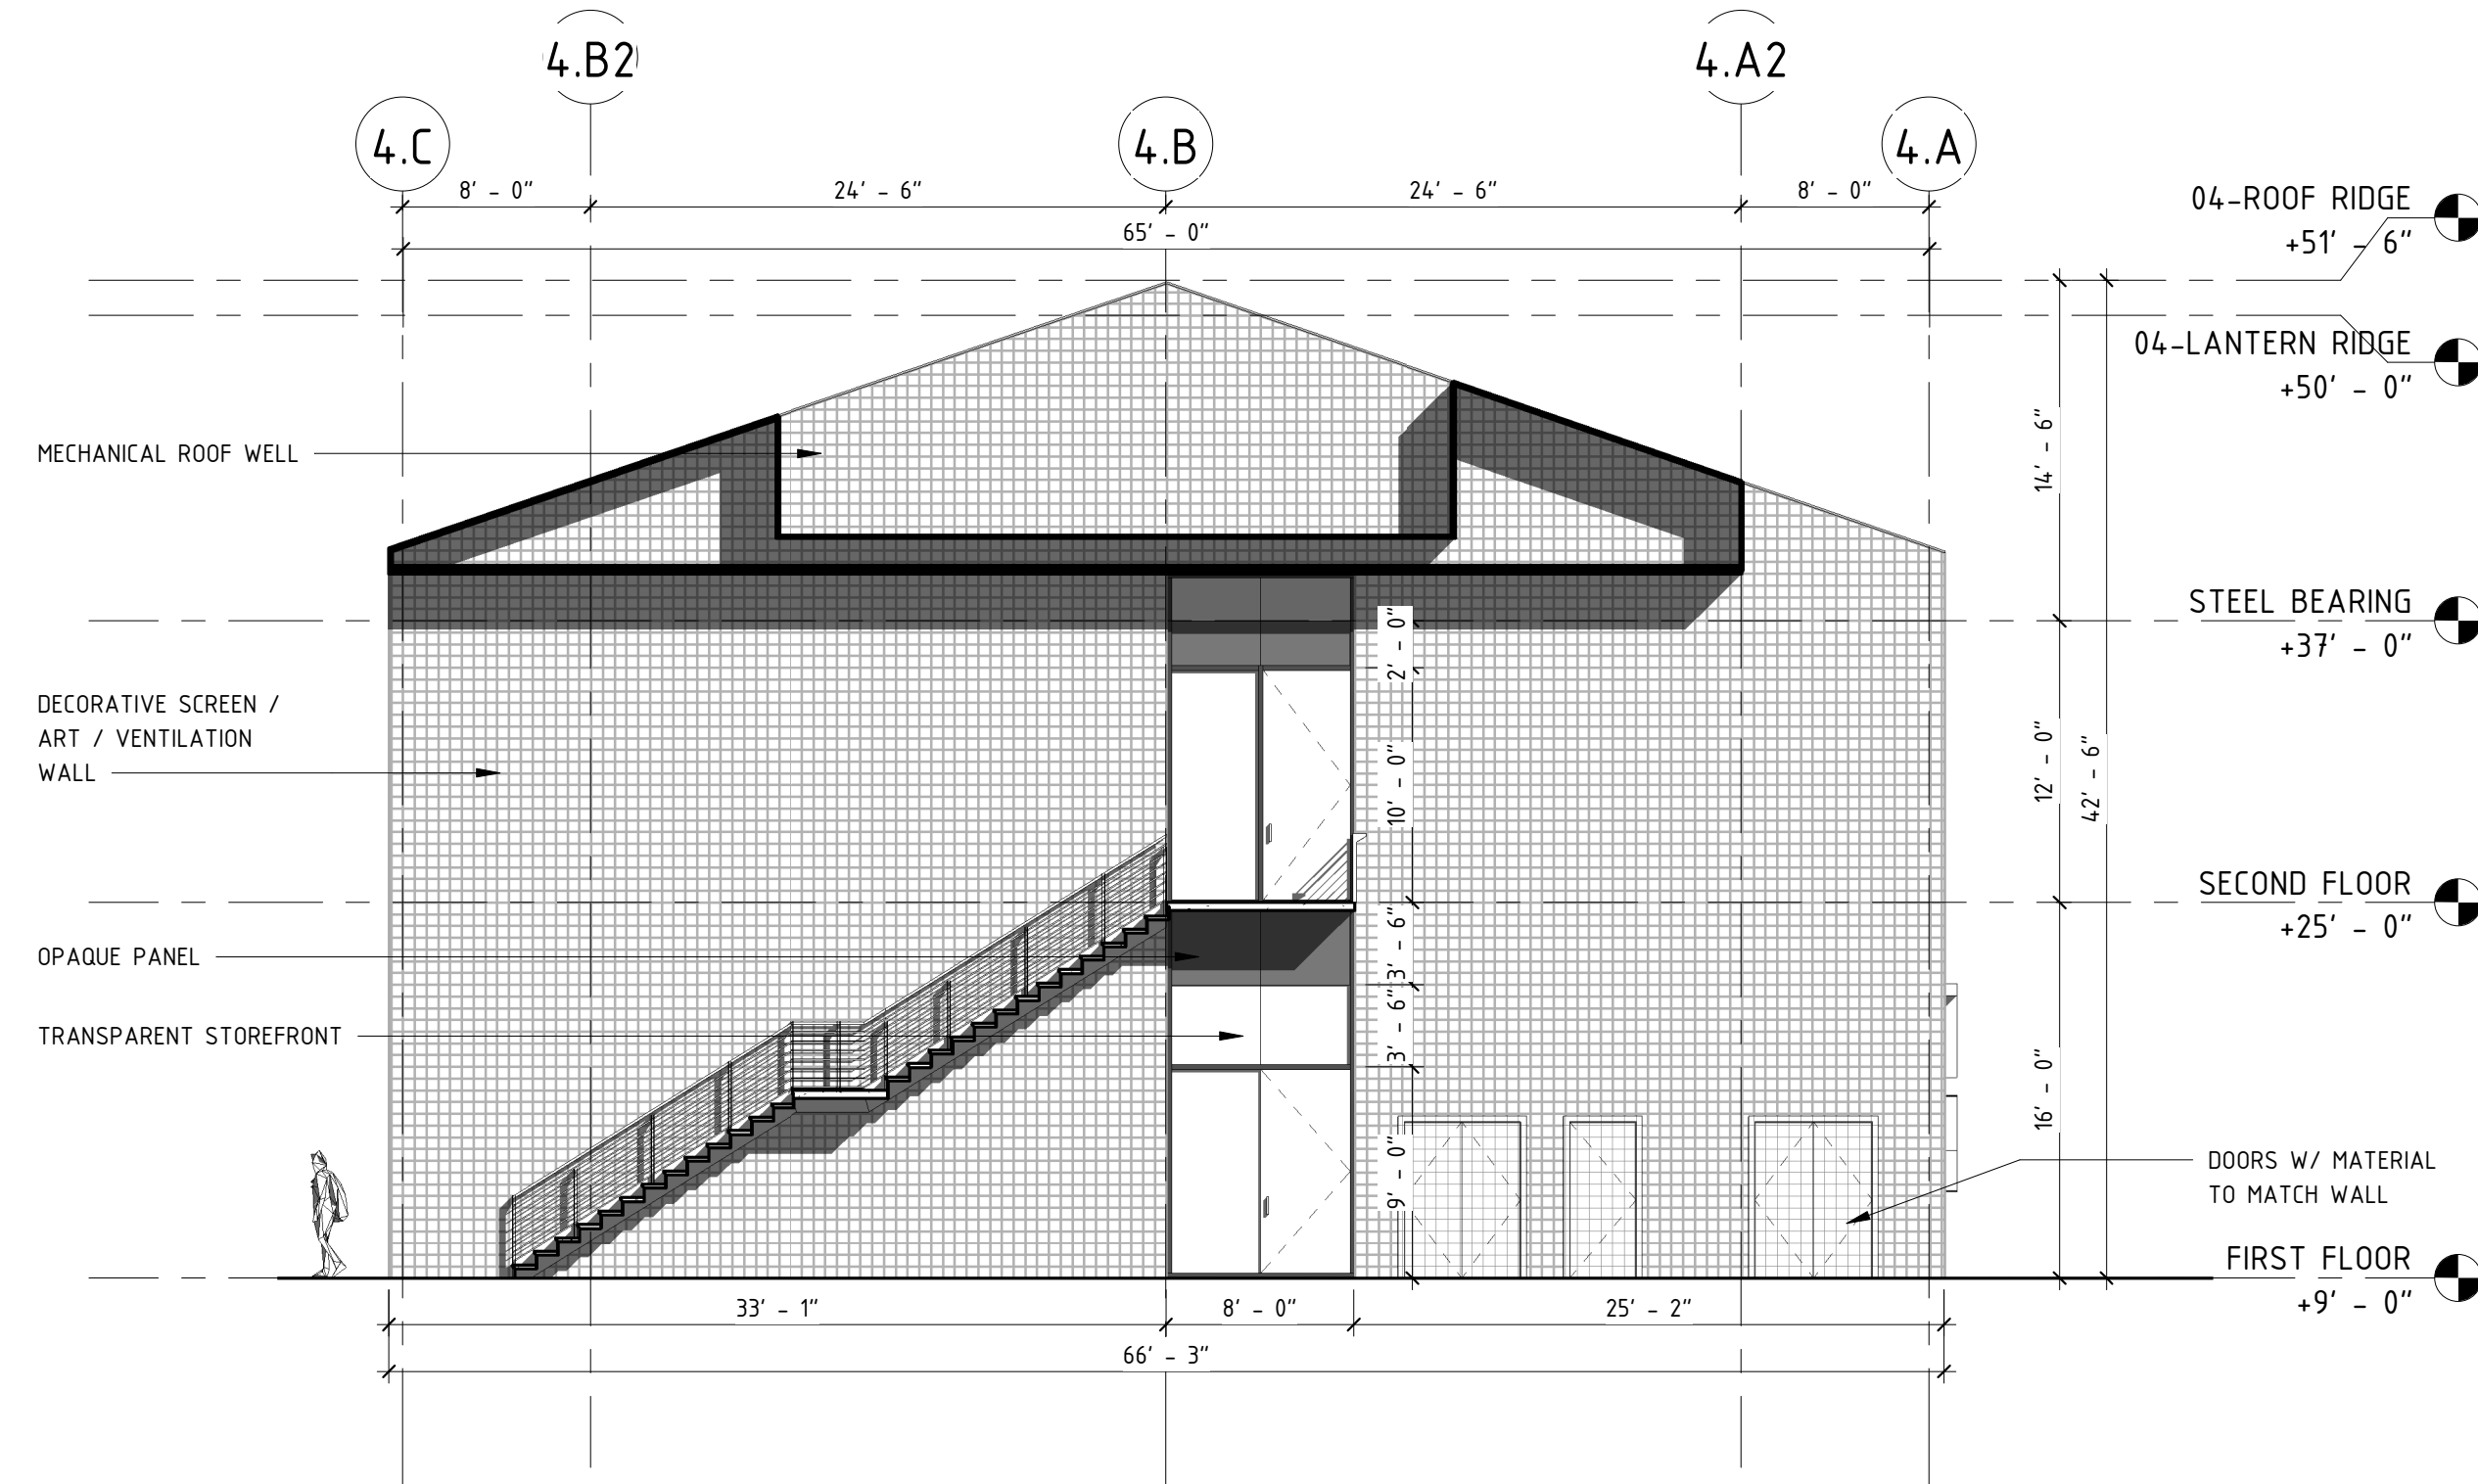 4.B2
4.A2
4.C
4.B
4.A
8' - 0"
24' - 6"
24' - 6"
8' - 0"
65' - 0"
04-ROOF RIDGE
+51' - 6"
04-LANTERN RIDGE
+50' - 0"
14' - 6"
MECHANICAL ROOF WELL
STEEL BEARING
+37' - 0"
2' - 0"
DECORATIVE SCREEN /
ART / VENTILATION
WALL
10' - 0"
12' - 0"
42' - 6"
SECOND FLOOR
+25' - 0"
3' - 6"
OPAQUE PANEL
3' - 6"
TRANSPARENT STOREFRONT
16' - 0"
9' - 0"
DOORS W/ MATERIAL
TO MATCH WALL
FIRST FLOOR
+9' - 0"
33' - 1"
8' - 0"
25' - 2"
66' - 3"